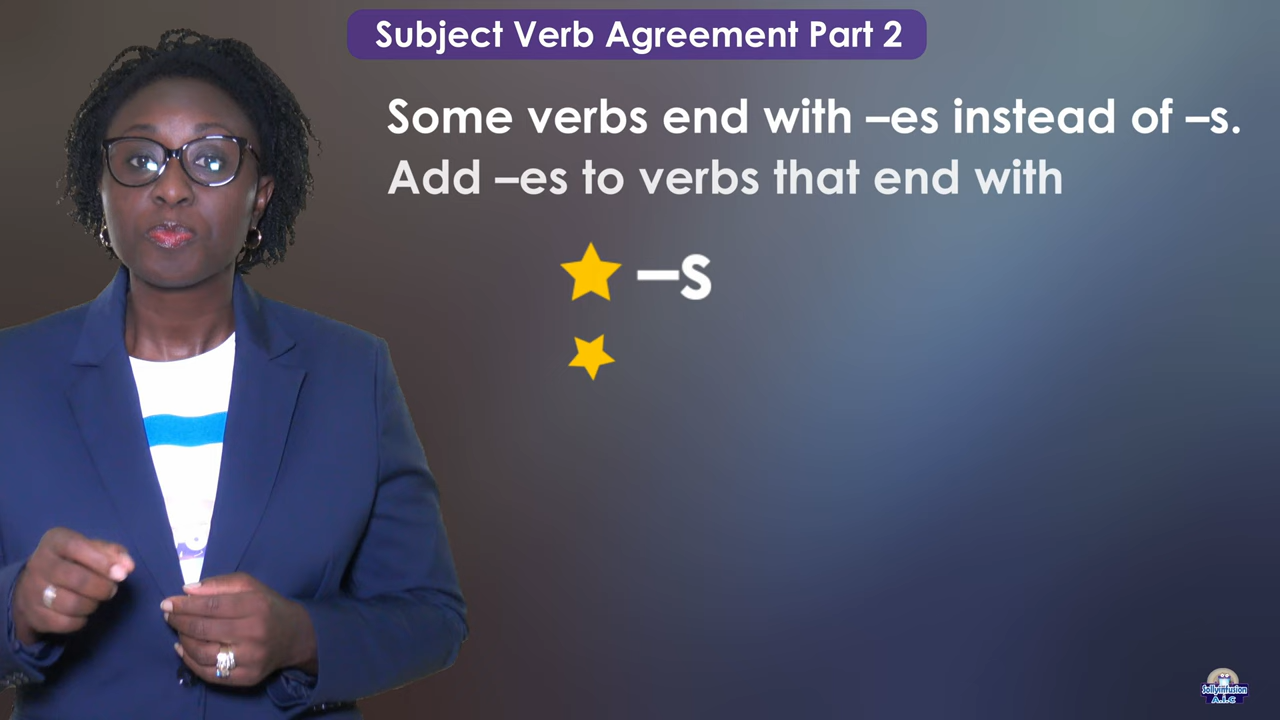 Subject Verb Agreement Part 2
Some verbs end with –es instead of –s.
Add –es to verbs that end with
–s
SollyInfusion
A.I.C